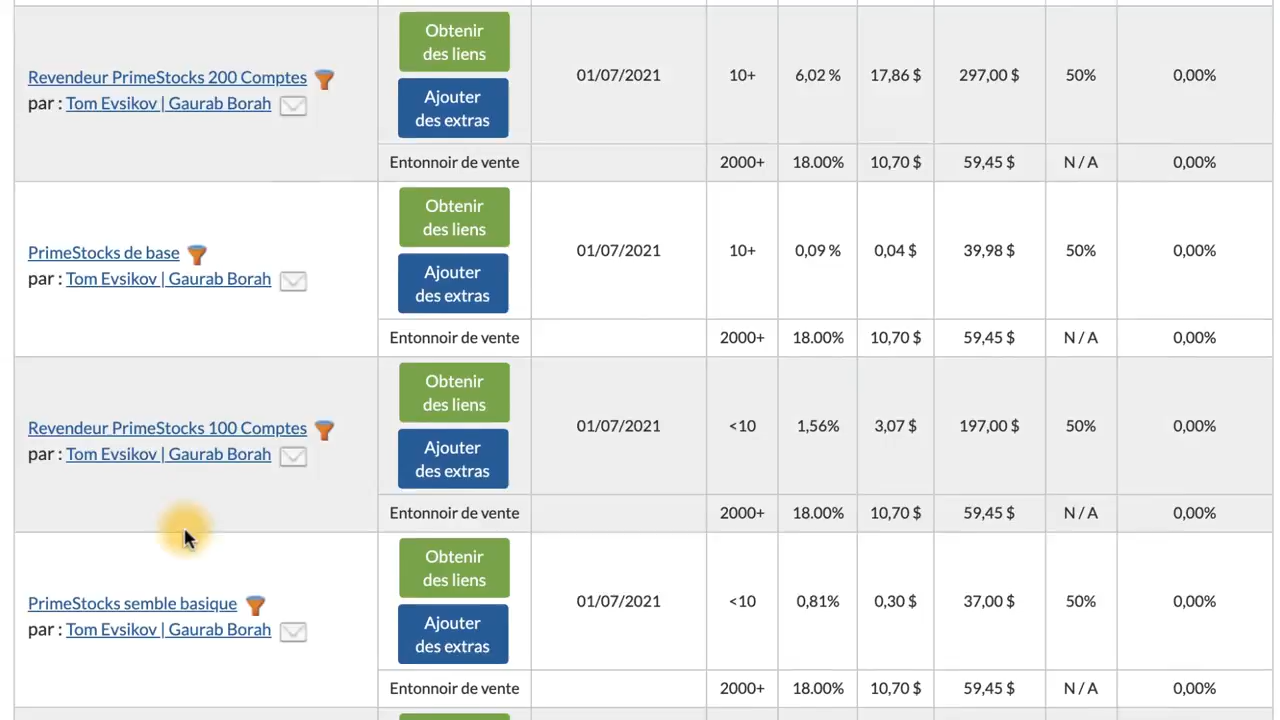 Revendeur PrimeStocks 200 Comptes
par : Tom Evsikov | Gaurab Borah
Obtenir
des liens
Ajouter
des extras
01/07/2021
10+
6,02 %
17,86 $
297,00 $
50%
0,00%
Entonnoir de vente
2000+
18.00%
10,70 $
59,45 $
N / A
0,00%
PrimeStocks de base
par : Tom Evsikov | Gaurab Borah
Obtenir
des liens
Ajouter
des extras
01/07/2021
10+
0,09 %
0,04 $
39,98 $
50%
0,00%
Entonnoir de vente
2000+
18.00%
10,70 $
59,45 $
N / A
0,00%
Revendeur PrimeStocks 100 Comptes
par : Tom Evsikov | Gaurab Borah
Obtenir
des liens
Ajouter
des extras
01/07/2021
<10
1,56%
3,07 $
197,00 $
50%
0,00%
Entonnoir de vente
2000+
18.00%
10,70 $
59,45 $
N / A
0,00%
PrimeStocks semble basique
par : Tom Evsikov | Gaurab Borah
Obtenir
des liens
Ajouter
des extras
01/07/2021
<10
0,81%
0,30 $
37,00 $
50%
0,00%
Entonnoir de vente
2000+
18.00%
10,70 $
59,45 $
N / A
0,00%